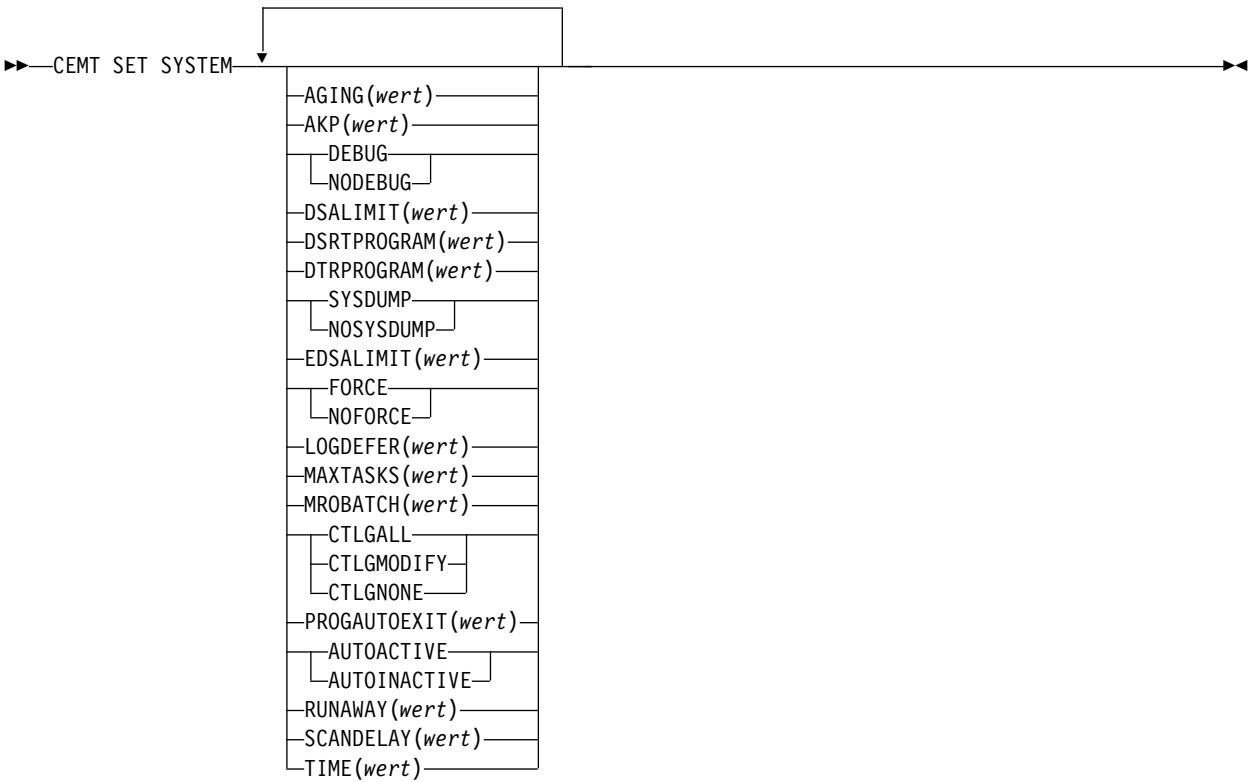 CEMT SET SYSTEM
AGING(wert)
AKP(wert)
DEBUG
NODEBUG
DSALIMIT(wert)
DSRTPROGRAM(wert)
DTRPROGRAM(wert)
SYSDUMP
NOSYSDUMP
EDSALIMIT(wert)
FORCE
NOFORCE
LOGDEFER(wert)
MAXTASKS(wert)
MROBATCH(wert)
CTLGALL
CTLGMODIFY
CTLGNONE
PROGAUTOEXIT(wert)
AUTOACTIVE
AUTOINACTIVE
RUNAWAY(wert)
SCANDELAY(wert)
TIME(wert)